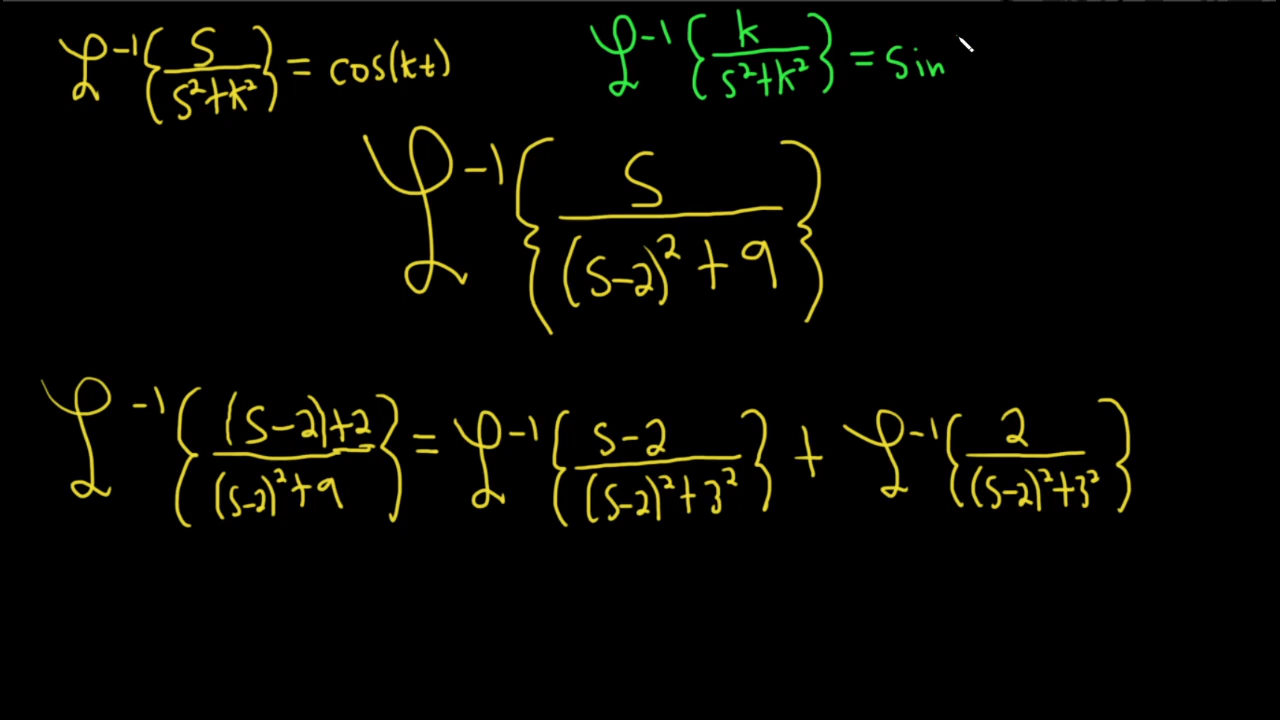 ℒ⁻¹{s/(s²+k²)} = cos(kt)
ℒ⁻¹{k/(s²+k²)} = sin
ℒ⁻¹{s/((s-2)²+9)}
ℒ⁻¹{((s-2)+2)/((s-2)²+9)} = ℒ⁻¹{(s-2)/((s-2)²+3²)} + ℒ⁻¹{2/((s-2)²+3²)}